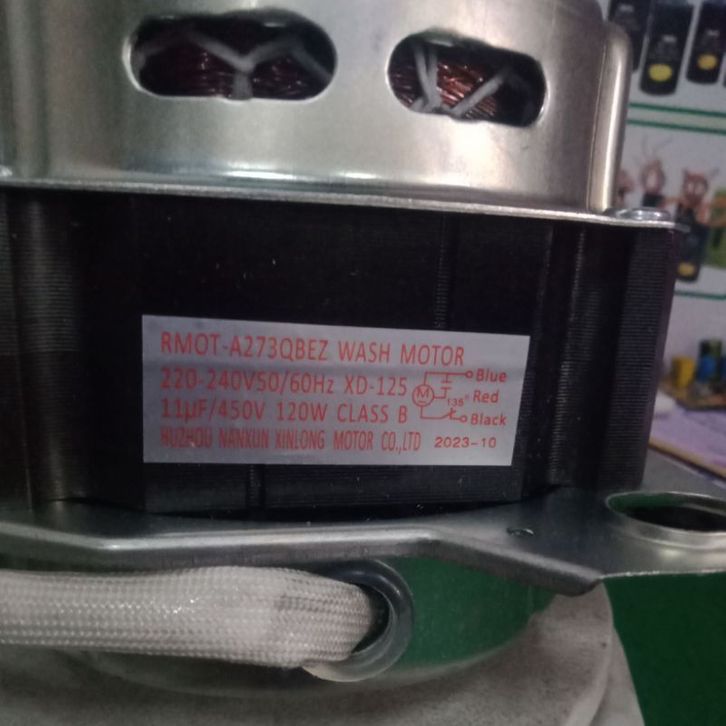 RMOT-A273QBEZ WASH MOTOR
220-240V50/60Hz XD-125
11μF/450V 120W CLASS B
HUZHOU NANXUN XINLONG MOTOR CO.,LTD 2023-10
M
135°
Blue
Red
Black